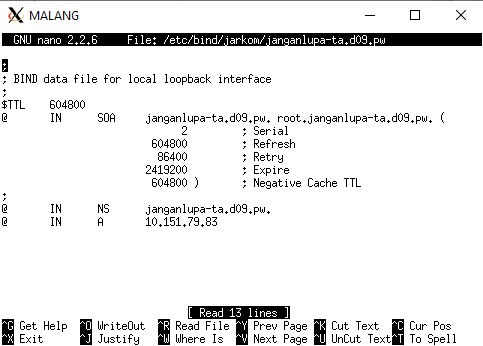 MALANG
GNU nano 2.2.6 File: /etc/bind/jarkom/janganlupa-ta.d09.pw
;
; BIND data file for local loopback interface
;
$TTL 604800
@ IN SOA janganlupa-ta.d09.pw. root.janganlupa-ta.d09.pw. (
2 ; Serial
604800 ; Refresh
86400 ; Retry
2419200 ; Expire
604800 ) ; Negative Cache TTL
;
@ IN NS janganlupa-ta.d09.pw.
@ IN A 10.151.79.83
[ Read 13 lines ]
^G Get Help ^O WriteOut ^R Read File ^Y Prev Page ^K Cut Text ^C Cur Pos
^X Exit ^J Justify ^W Where Is ^V Next Page ^U UnCut Text ^T To Spell